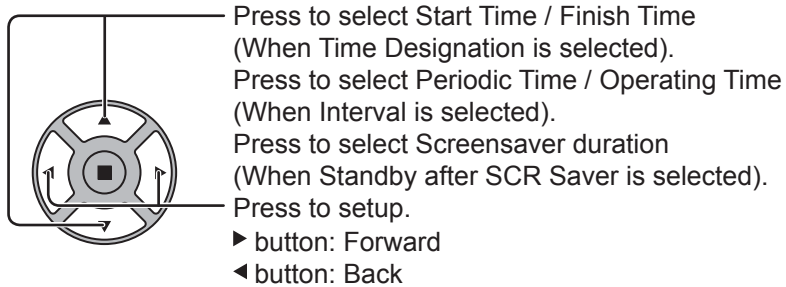 Press to select Start Time / Finish Time
(When Time Designation is selected).
Press to select Periodic Time / Operating Time
(When Interval is selected).
Press to select Screensaver duration
(When Standby after SCR Saver is selected).
Press to setup.
▶ button: Forward
◀ button: Back